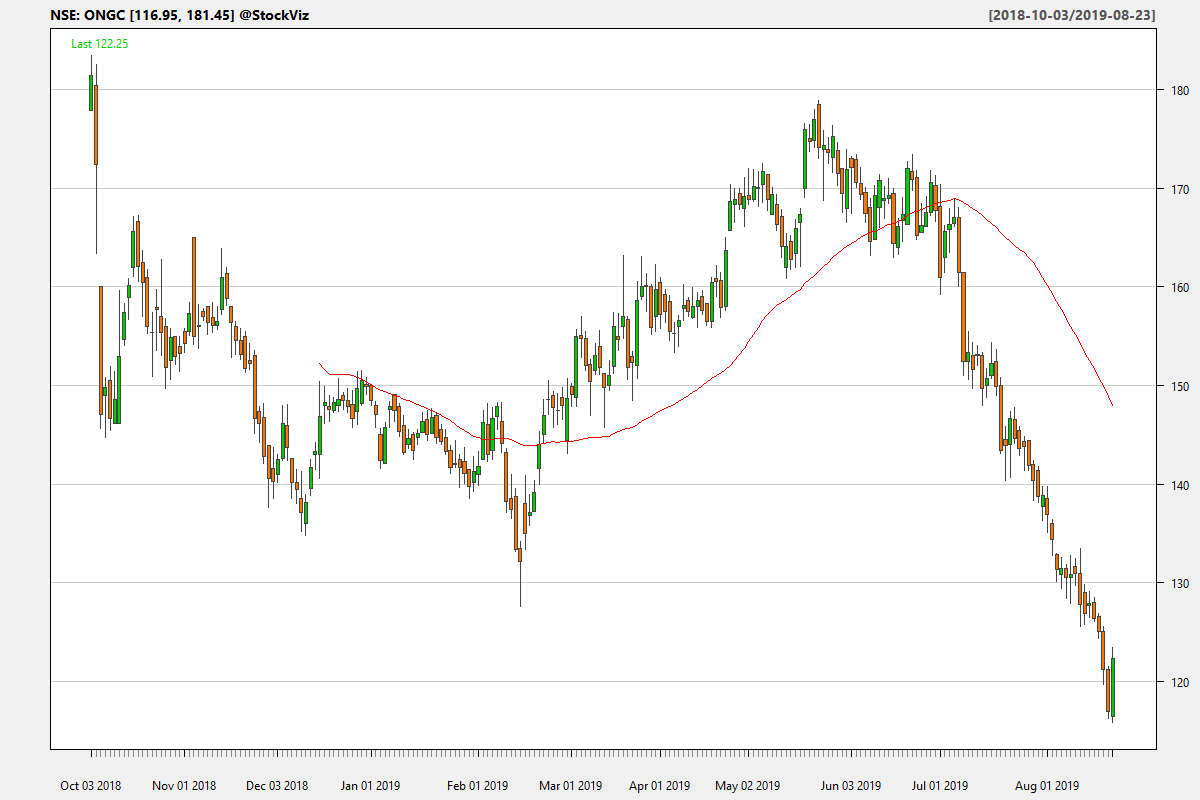 NSE: ONGC [116.95, 181.45] @StockViz [2018-10-03/2019-08-23]
Last 122.25
180
170
160
150
140
130
120
Oct 03 2018 Nov 01 2018 Dec 03 2018 Jan 01 2019 Feb 01 2019 Mar 01 2019 Apr 01 2019 May 02 2019 Jun 03 2019 Jul 01 2019 Aug 01 2019